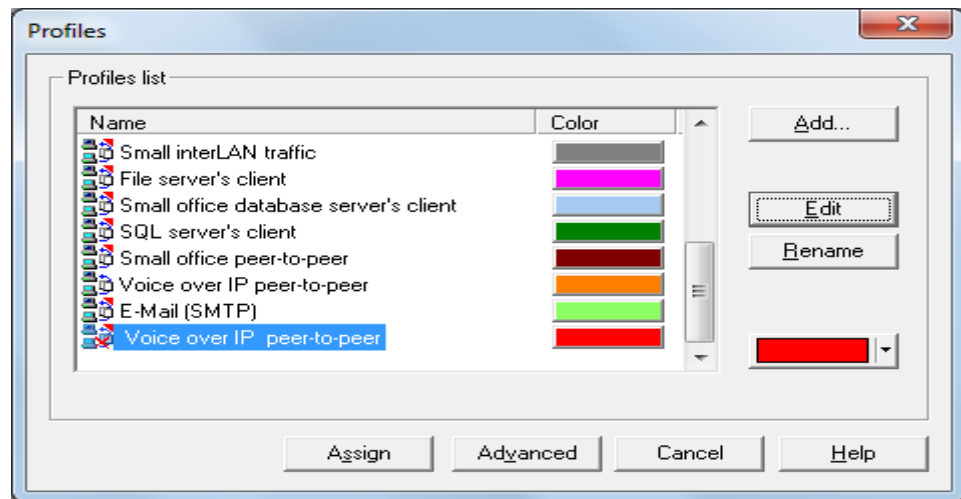 Profiles
Profiles list
Name Color
Small interLAN traffic
File server's client
Small office database server's client
SQL server's client
Small office peer-to-peer
Voice over IP peer-to-peer
E-Mail (SMTP)
Voice over IP peer-to-peer
Add...
Edit
Rename
Assign Advanced Cancel Help